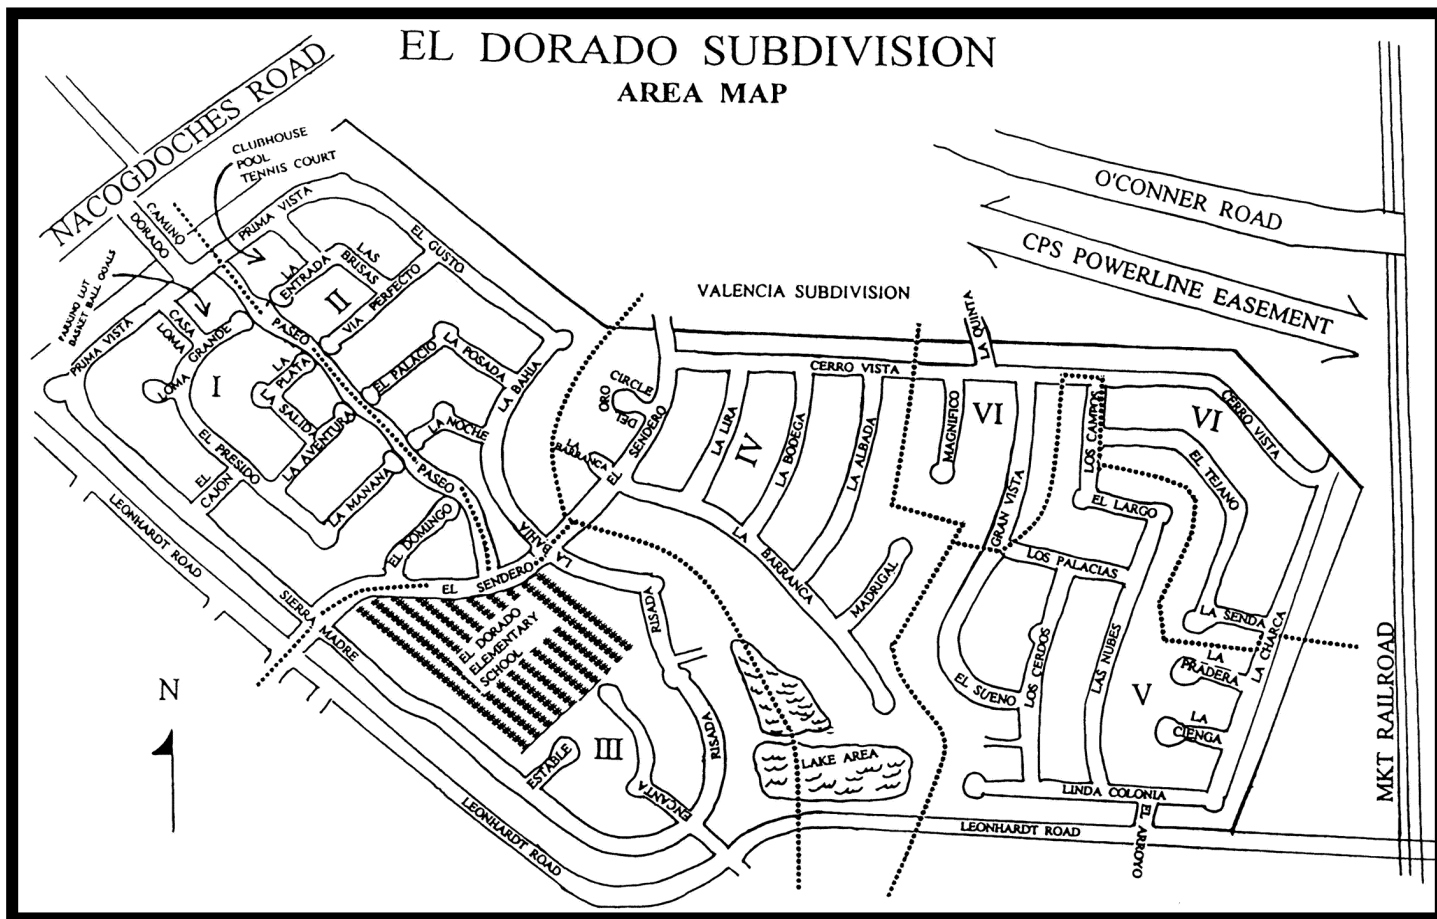 EL DORADO SUBDIVISION
AREA MAP
NACOGDOCHES ROAD
CLUBHOUSE
POOL
TENNIS COURT
CAMINO
DORADO
PRIMA VISTA
EL GUSTO
PARKING LOT
BASKET BALL GOALS
LA
ENTRADA
LAS
BRISAS
II
VIA PERFECTO
PRIMA VISTA
CASA
LOMA
LOMA GRANDE
PASEO
I
LA
PLATA
LA SALIDA
LA AVENTURA
EL PALACIO
LA POSADA
LA BAHIA
LA NOCHE
EL PRESIDO
EL
CAJON
LA MANANA
PASEO
EL DOMINGO
LEONHARDT ROAD
SIERRA MADRE
EL SENDERO
LA BAHIA
EL DORADO
ELEMENTARY
SCHOOL
RISADA
RISADA
III
ESTABLE
ENCANTA
LEONHARDT ROAD
N
O'CONNER ROAD
CPS POWERLINE EASEMENT
VALENCIA SUBDIVISION
LA QUINTA
CIRCLE
DEL
ORO
EL SENDERO
LA
BARRANCA
CERRO VISTA
LA LIRA
IV
LA BODEGA
LA ALBADA
MAGNIFICO
VI
GRAN VISTA
LOS CAMPOS
VI
CERRO VISTA
EL TEJANO
EL LARGO
LA BARRANCA
MADRIGAL
LOS PALACIAS
LA SENDA
LA CHARCA
LA
PRADERA
LOS CERDOS
LAS NUBES
EL SUENO
V
LA
CIENGA
LAKE AREA
LINDA COLONIA
EL ARROYO
LEONHARDT ROAD
MKT RAILROAD